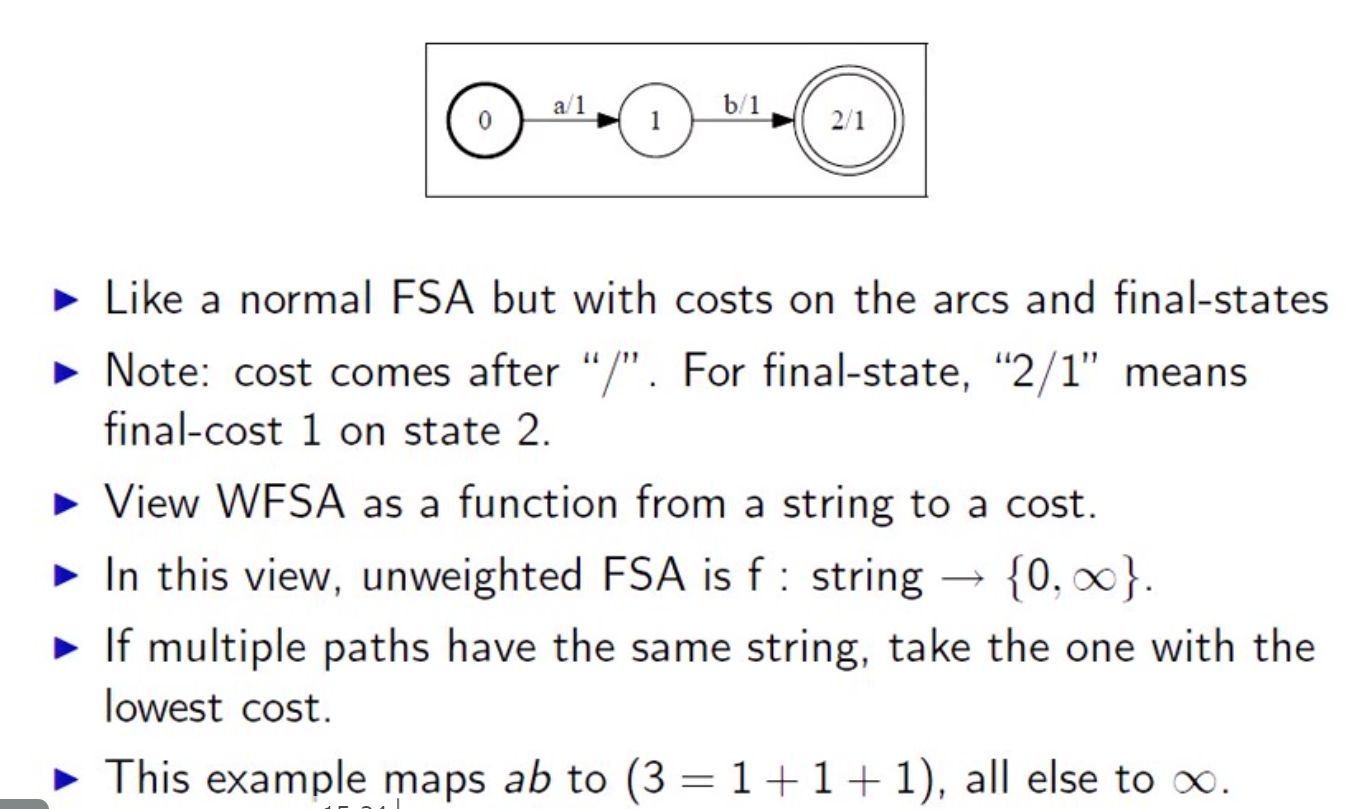 0 a/1 1 b/1 2/1
▶ Like a normal FSA but with costs on the arcs and final-states
▶ Note: cost comes after “/”. For final-state, “2/1” means
final-cost 1 on state 2.
▶ View WFSA as a function from a string to a cost.
▶ In this view, unweighted FSA is f : string → {0, ∞}.
▶ If multiple paths have the same string, take the one with the
lowest cost.
▶ This example maps ab to (3 = 1 + 1 + 1), all else to ∞.